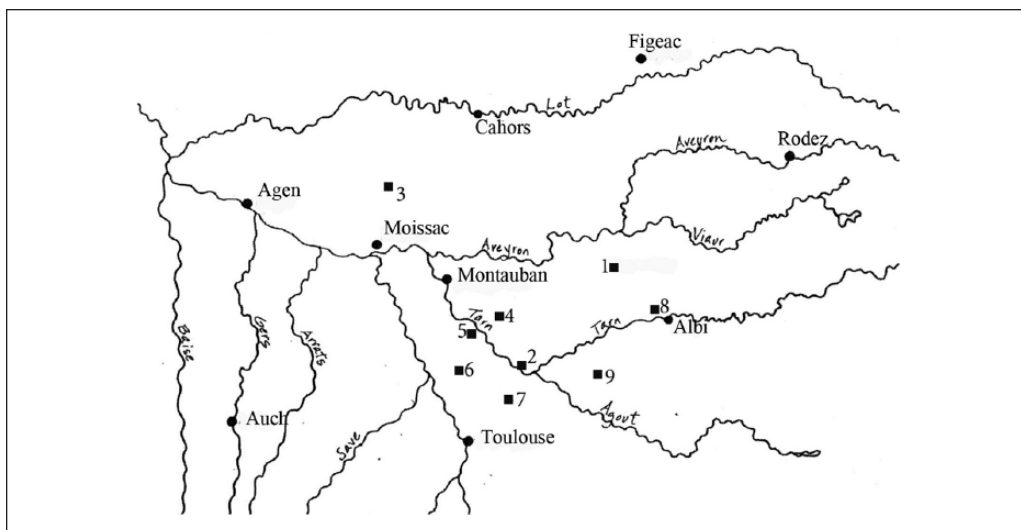 Figeac
Lot
Cahors
Aveyron
Rodez
3
Agen
Moissac
Aveyron
Viaur
1
Montauban
8
4
Tarn
Tarn
Albi
5
Baise
Gers
Arrats
2
6
9
7
Agout
Auch
Save
Toulouse